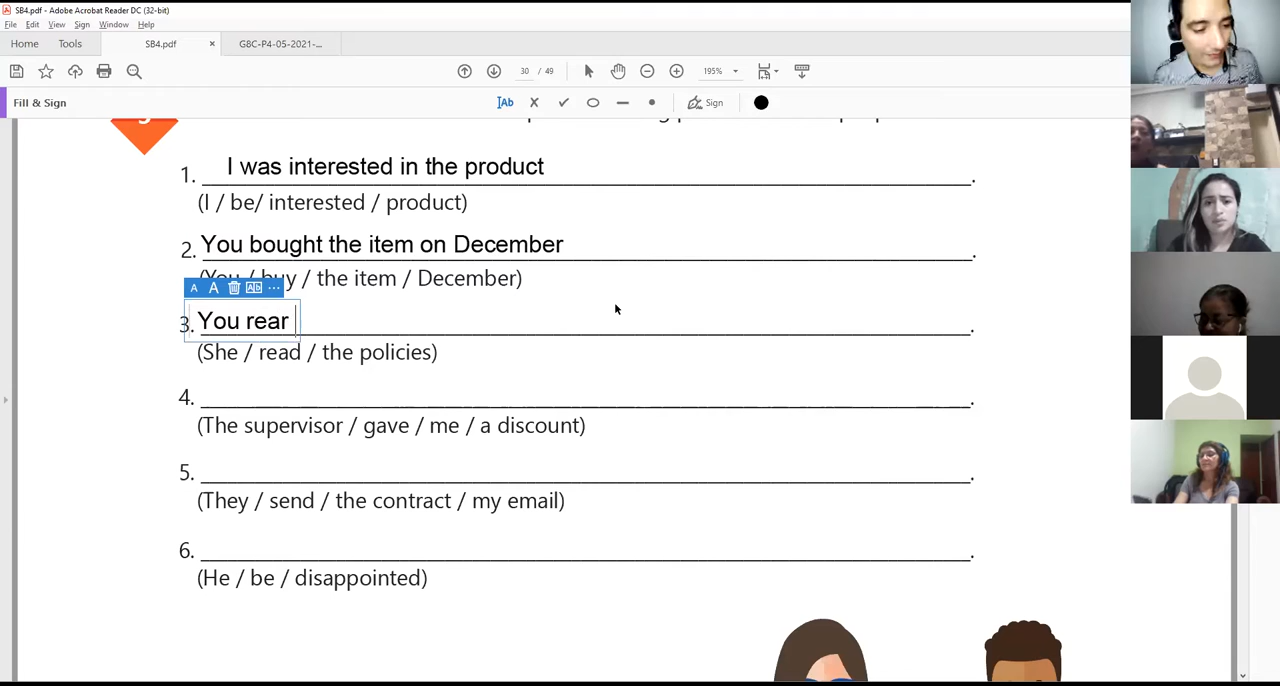 SB4.pdf - Adobe Acrobat Reader DC (32-bit)
File Edit View Sign Window Help
Home Tools SB4.pdf × GBC-P4-05-2021-...
30 / 49 195%
Fill & Sign Ab Sign
1. I was interested in the product.
(I / be/ interested / product)
2. You bought the item on December.
(You / buy / the item / December)
A A Ab ...
3. You rear .
(She / read / the policies)
4. .
(The supervisor / gave / me / a discount)
5. .
(They / send / the contract / my email)
6. .
(He / be / disappointed)